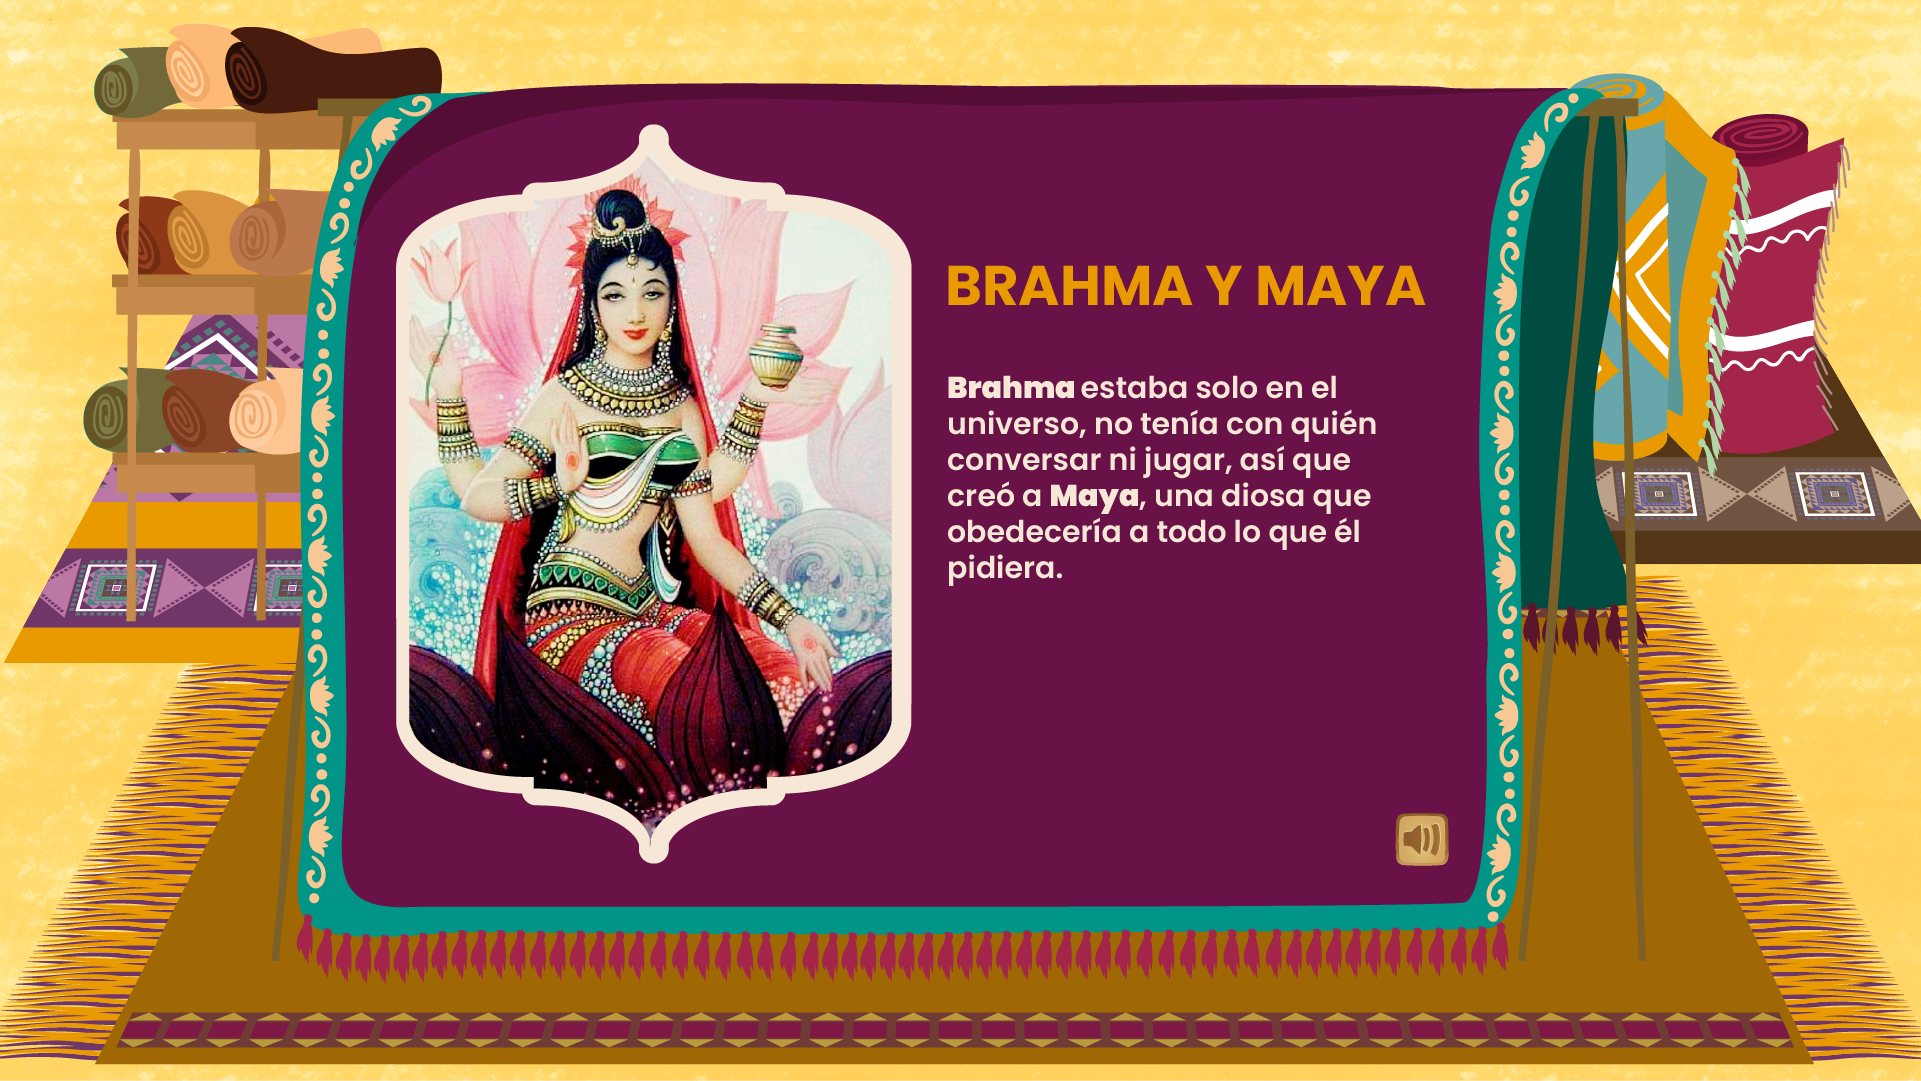 BRAHMA Y MAYA
Brahma estaba solo en el
universo, no tenía con quién
conversar ni jugar, así que
creó a Maya, una diosa que
obedecería a todo lo que él
pidiera.